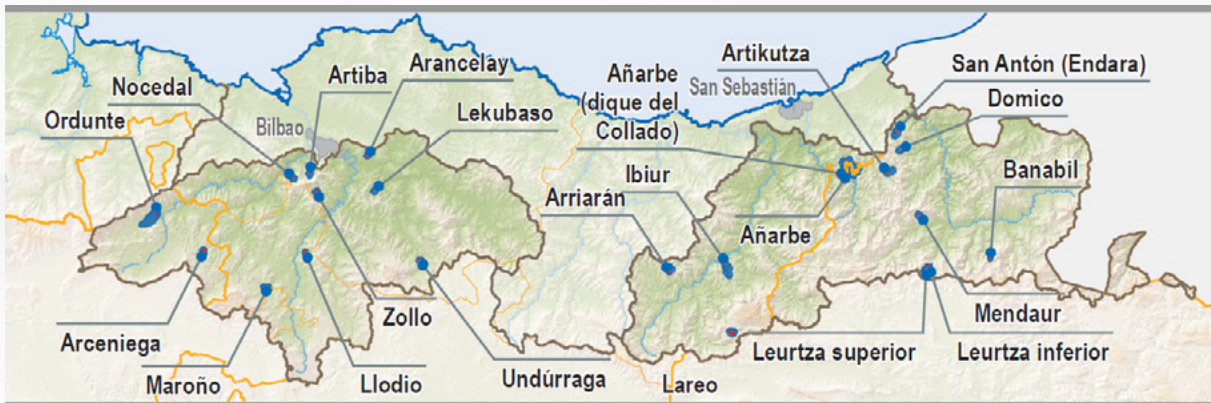 Nocedal
Artiba
Arancelay
Ordunte
Bilbao
Lekubaso
Añarbe
(dique del
Collado)
San Sebastián
Artikutza
San Antón (Endara)
Domico
Ibiur
Banabil
Arriarán
Añarbe
Arceniega
Zollo
Maroño
Llodio
Undúrraga
Lareo
Leurtza superior
Mendaur
Leurtza inferior